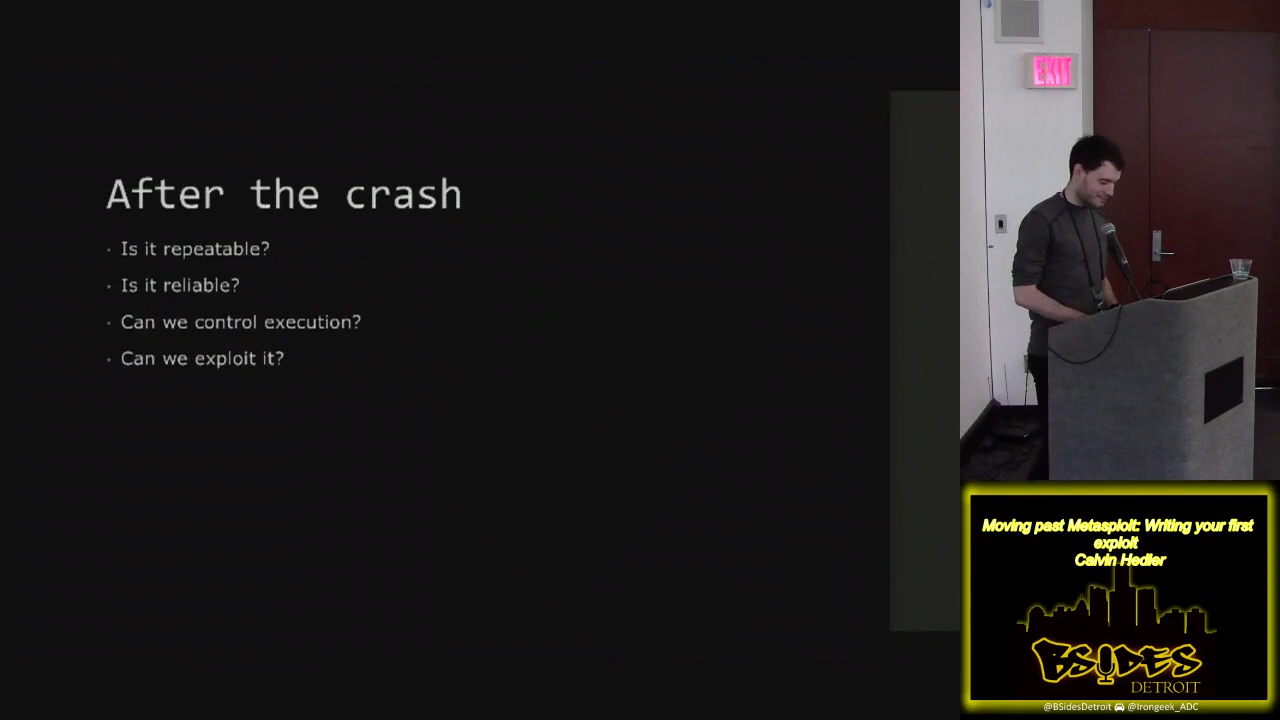 After the crash
· Is it repeatable?
· Is it reliable?
· Can we control execution?
· Can we exploit it?
EXIT
Moving past Metasploit: Writing your first
exploit
Calvin Hedler
BSIDES
DETROIT
@BSidesDetroit @Irongeek_ADC